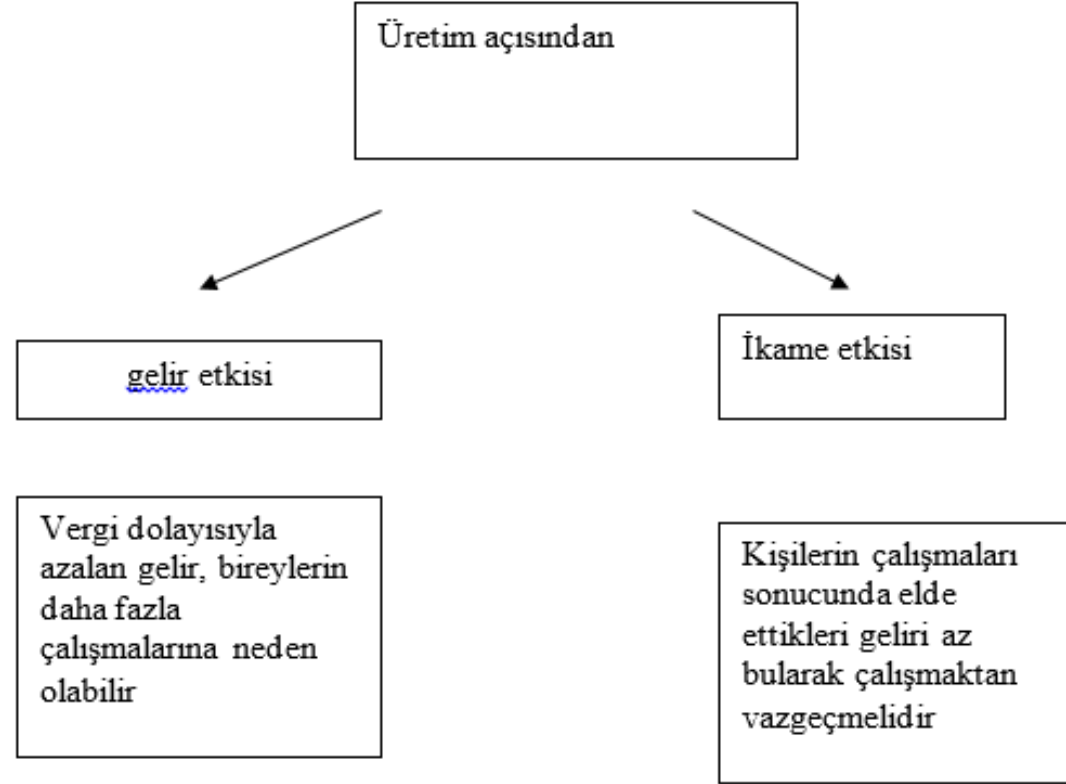 Üretim açısından
gelir etkisi
İkame etkisi
Vergi dolayısıyla
azalan gelir, bireylerin
daha fazla
çalışmalarına neden
olabilir
Kişilerin çalışmaları
sonucunda elde
ettikleri geliri az
bularak çalışmaktan
vazgeçmelidir